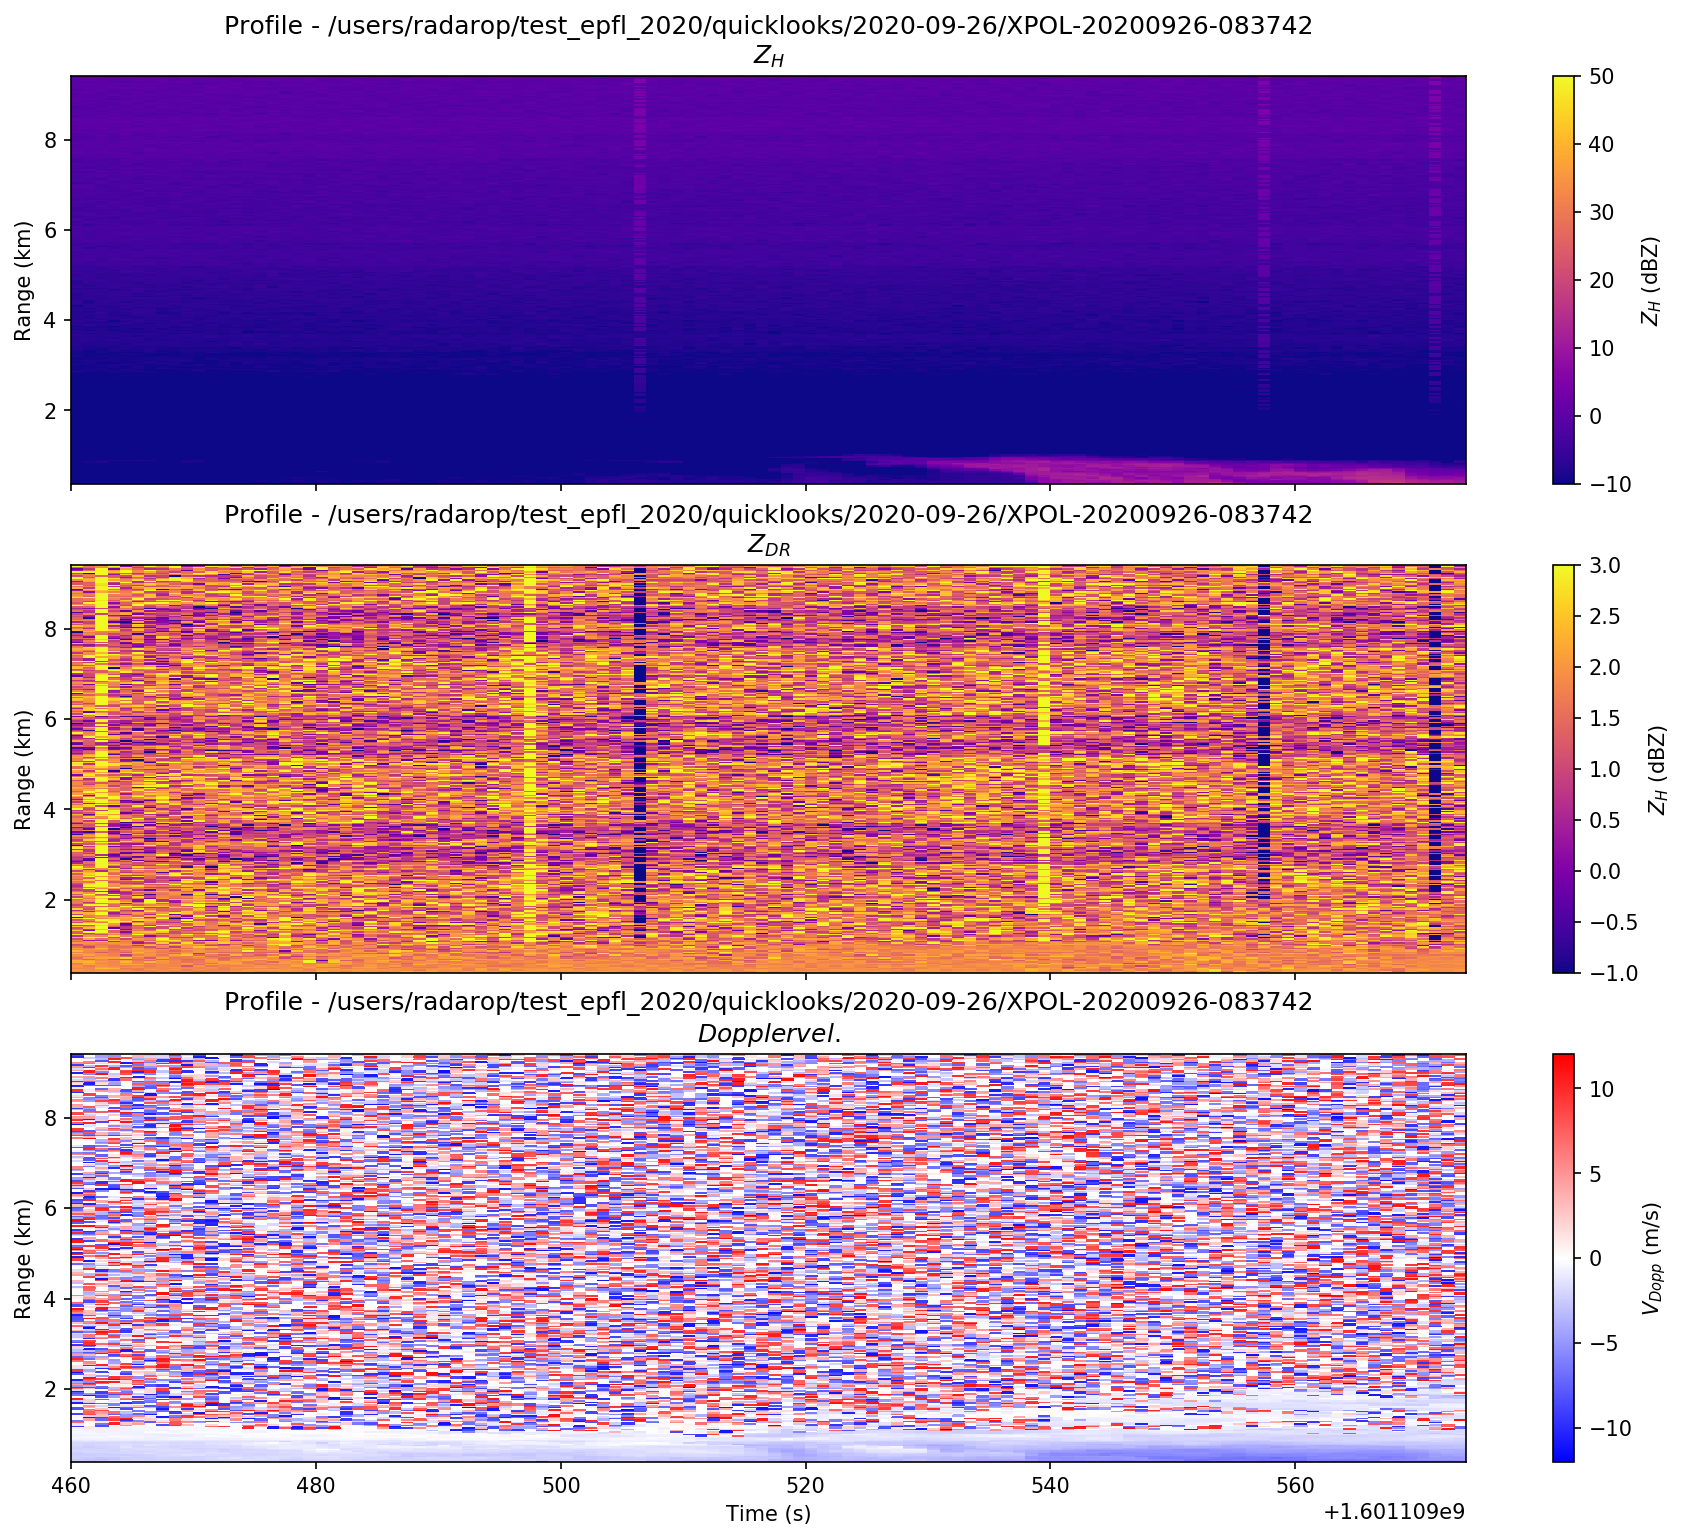 Profile - /users/radarop/test_epfl_2020/quicklooks/2020-09-26/XPOL-20200926-083742
Z_H
8
6
4
2
Range (km)
50
40
30
20
10
0
−10
Z_H (dBZ)
Profile - /users/radarop/test_epfl_2020/quicklooks/2020-09-26/XPOL-20200926-083742
Z_DR
8
6
4
2
Range (km)
3.0
2.5
2.0
1.5
1.0
0.5
0.0
−0.5
−1.0
Z_H (dBZ)
Profile - /users/radarop/test_epfl_2020/quicklooks/2020-09-26/XPOL-20200926-083742
Dopplervel.
8
6
4
2
Range (km)
10
5
0
−5
−10
V_Dopp (m/s)
460 480 500 520 540 560
Time (s)
+1.601109e9